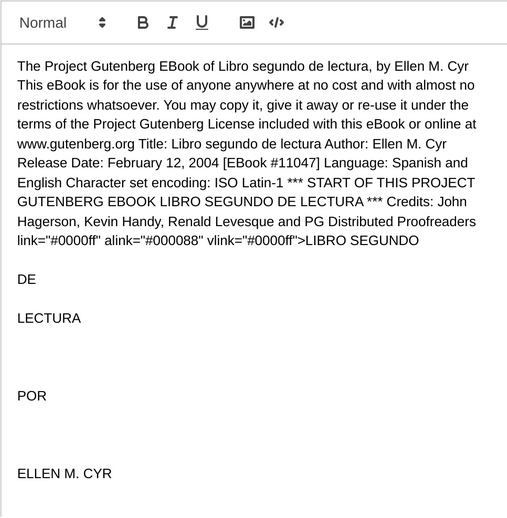 Normal B I U </>
The Project Gutenberg EBook of Libro segundo de lectura, by Ellen M. Cyr
This eBook is for the use of anyone anywhere at no cost and with almost no
restrictions whatsoever. You may copy it, give it away or re-use it under the
terms of the Project Gutenberg License included with this eBook or online at
www.gutenberg.org Title: Libro segundo de lectura Author: Ellen M. Cyr
Release Date: February 12, 2004 [EBook #11047] Language: Spanish and
English Character set encoding: ISO Latin-1 *** START OF THIS PROJECT
GUTENBERG EBOOK LIBRO SEGUNDO DE LECTURA *** Credits: John
Hagerson, Kevin Handy, Renald Levesque and PG Distributed Proofreaders
link="#0000ff" alink="#000088" vlink="#0000ff">LIBRO SEGUNDO
DE
LECTURA
POR
ELLEN M. CYR